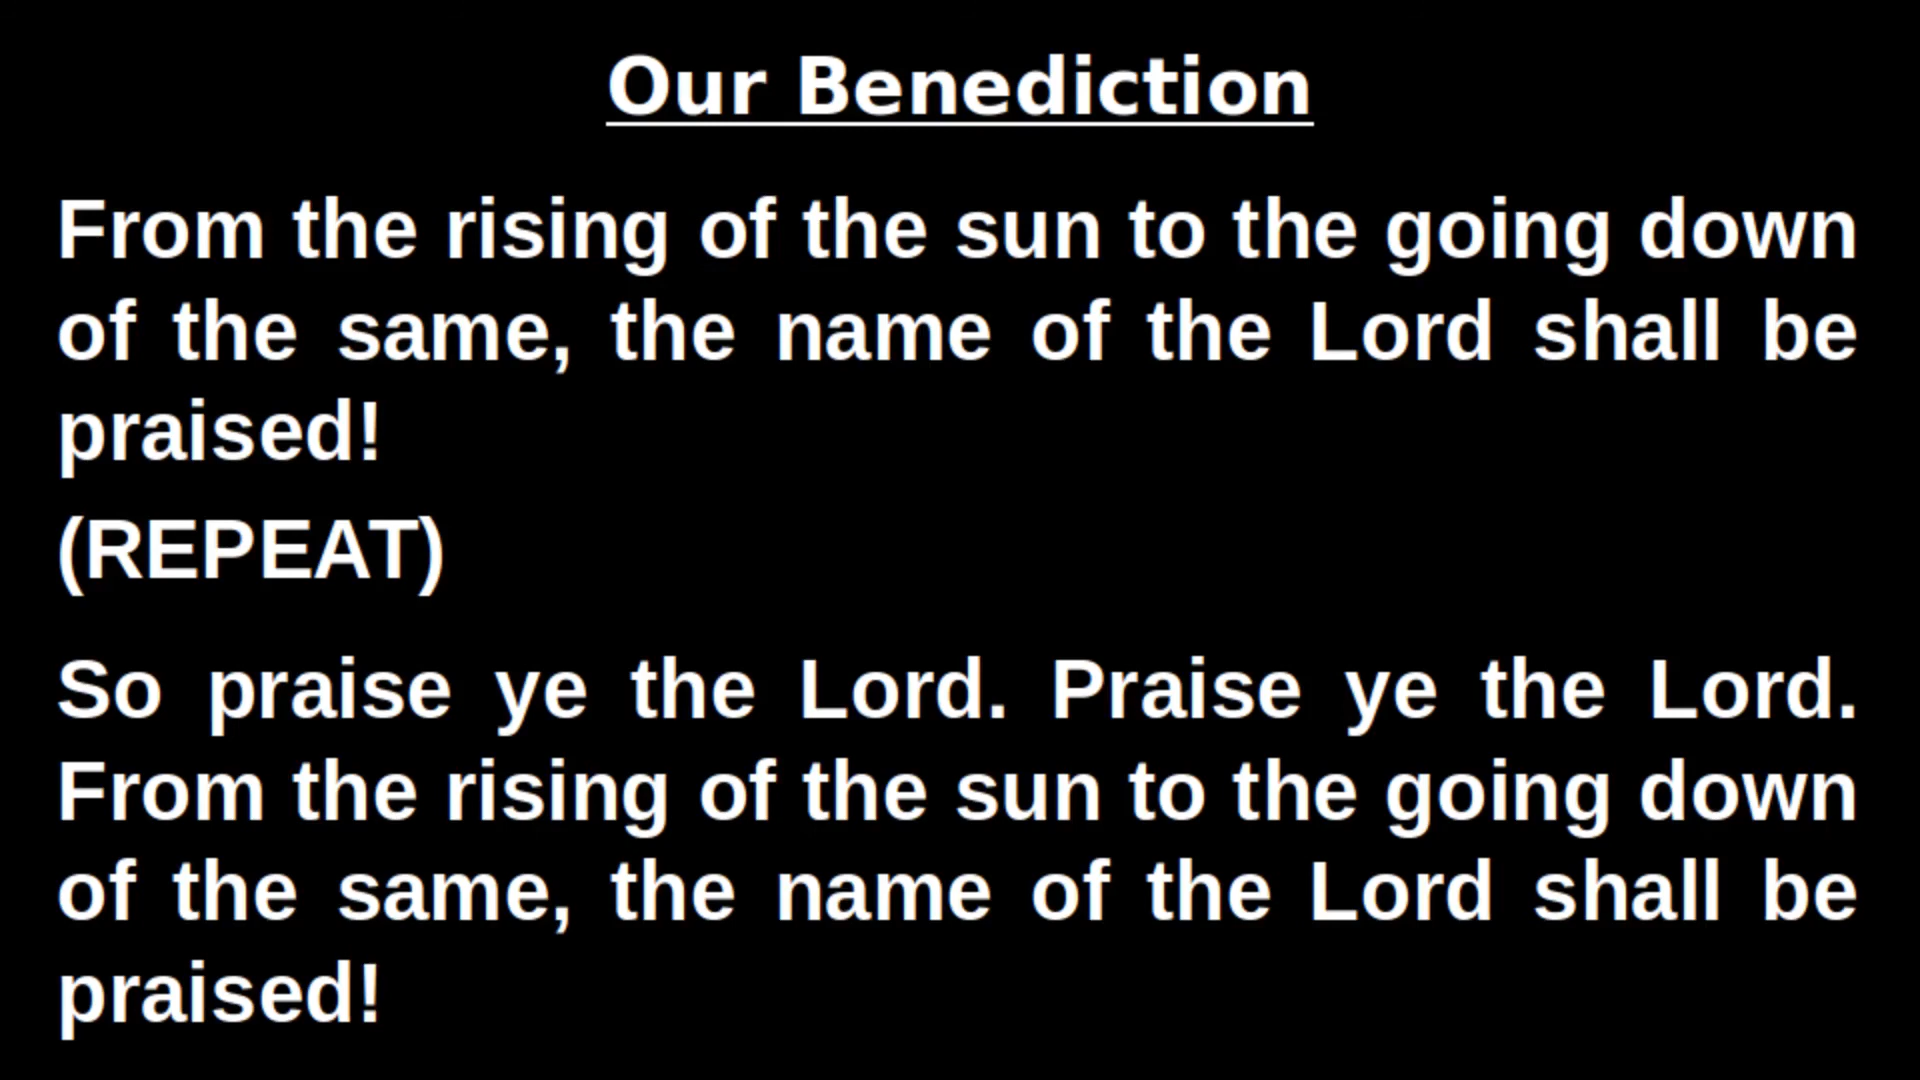 Our Benediction
From the rising of the sun to the going down
of the same, the name of the Lord shall be
praised!
(REPEAT)
So praise ye the Lord. Praise ye the Lord.
From the rising of the sun to the going down
of the same, the name of the Lord shall be
praised!